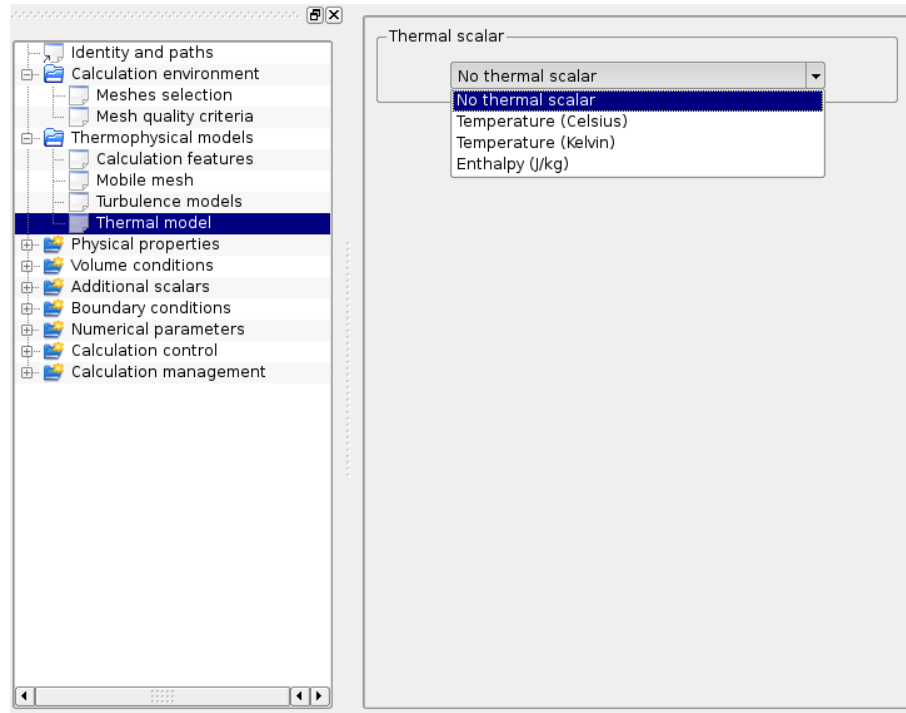 Identity and paths
Calculation environment
Meshes selection
Mesh quality criteria
Thermophysical models
Calculation features
Mobile mesh
Turbulence models
Thermal model
Physical properties
Volume conditions
Additional scalars
Boundary conditions
Numerical parameters
Calculation control
Calculation management
Thermal scalar
No thermal scalar
No thermal scalar
Temperature (Celsius)
Temperature (Kelvin)
Enthalpy (J/kg)